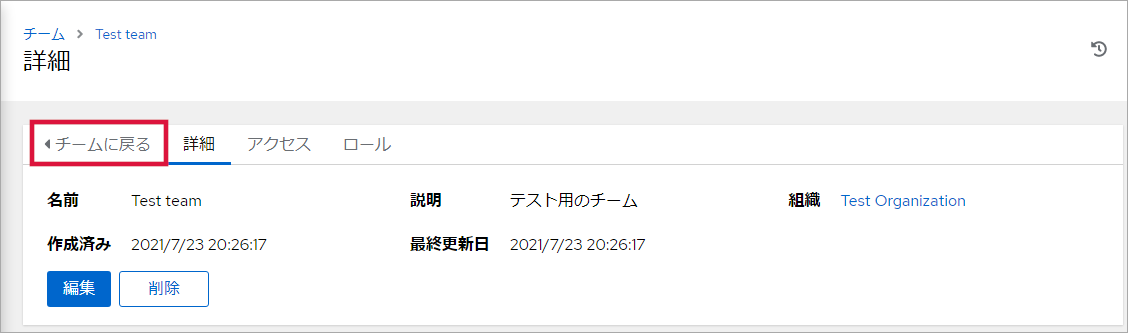 チーム > Test team
詳細
チームに戻る 詳細 アクセス ロール
名前 Test team 説明 テスト用のチーム 組織 Test Organization
作成済み 2021/7/23 20:26:17 最終更新日 2021/7/23 20:26:17
編集 削除